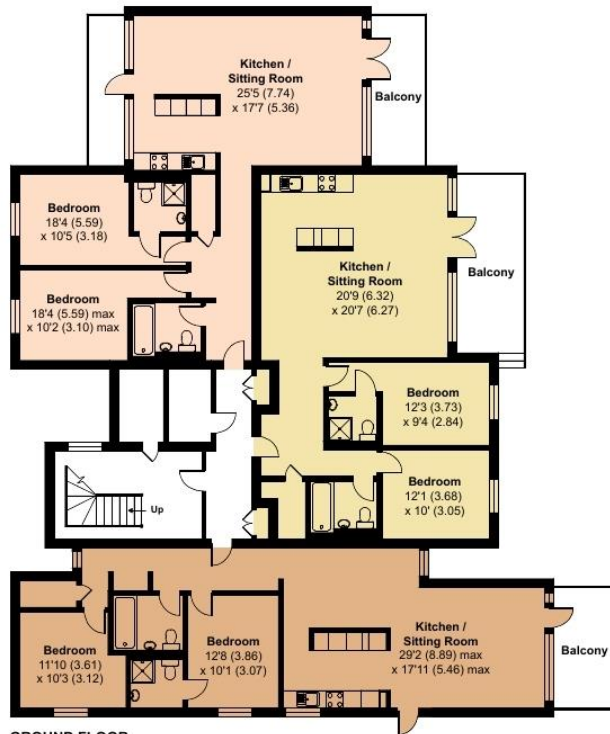 Kitchen /
Sitting Room
25'5 (7.74)
x 17'7 (5.36)
Balcony
Bedroom
18'4 (5.59)
x 10'5 (3.18)
Bedroom
18'4 (5.59) max
x 10'2 (3.10) max
Kitchen /
Sitting Room
20'9 (6.32)
x 20'7 (6.27)
Balcony
Bedroom
12'3 (3.73)
x 9'4 (2.84)
Bedroom
12'1 (3.68)
x 10' (3.05)
Up
Bedroom
11'10 (3.61)
x 10'3 (3.12)
Bedroom
12'8 (3.86)
x 10'1 (3.07)
Kitchen /
Sitting Room
29'2 (8.89) max
x 17'11 (5.46) max
Balcony
GROUND FLOOR